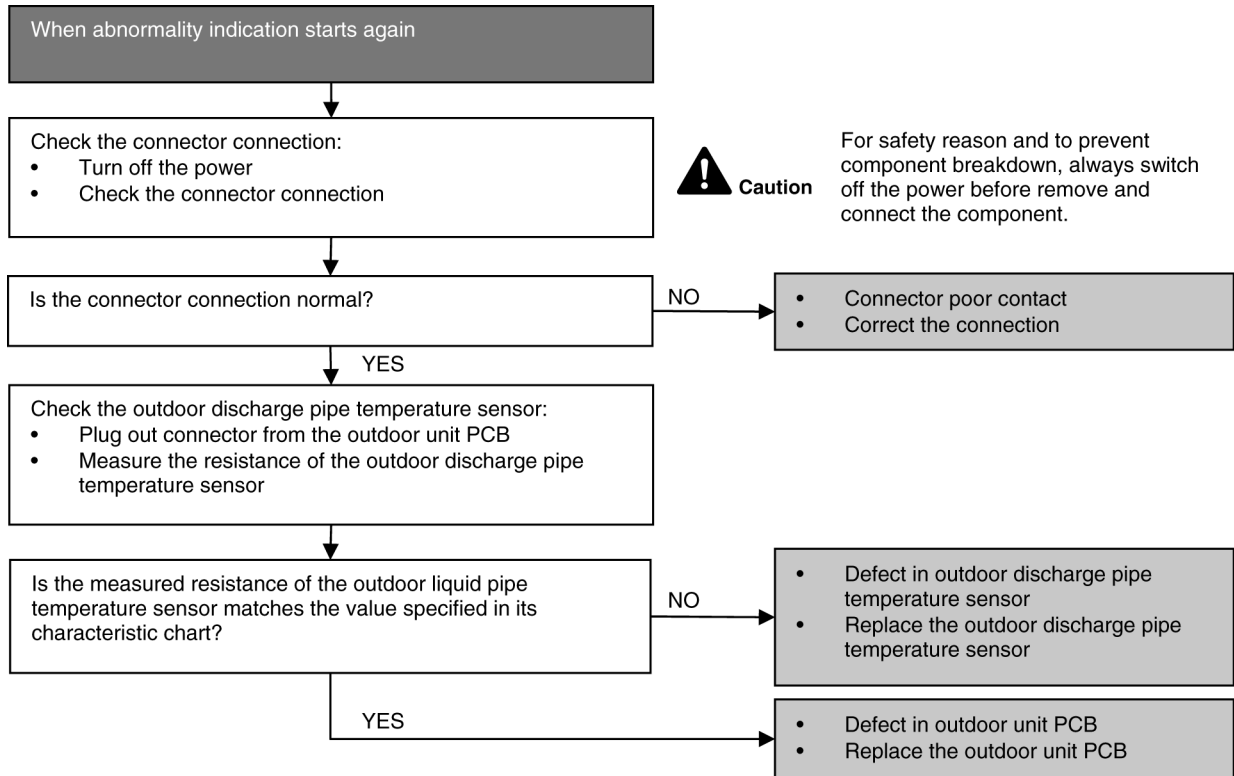 When abnormality indication starts again
Check the connector connection:
• Turn off the power
• Check the connector connection
Caution
For safety reason and to prevent
component breakdown, always switch
off the power before remove and
connect the component.
Is the connector connection normal?
NO
• Connector poor contact
• Correct the connection
YES
Check the outdoor discharge pipe temperature sensor:
• Plug out connector from the outdoor unit PCB
• Measure the resistance of the outdoor discharge pipe
temperature sensor
Is the measured resistance of the outdoor liquid pipe
temperature sensor matches the value specified in its
characteristic chart?
NO
• Defect in outdoor discharge pipe
temperature sensor
• Replace the outdoor discharge pipe
temperature sensor
YES
• Defect in outdoor unit PCB
• Replace the outdoor unit PCB